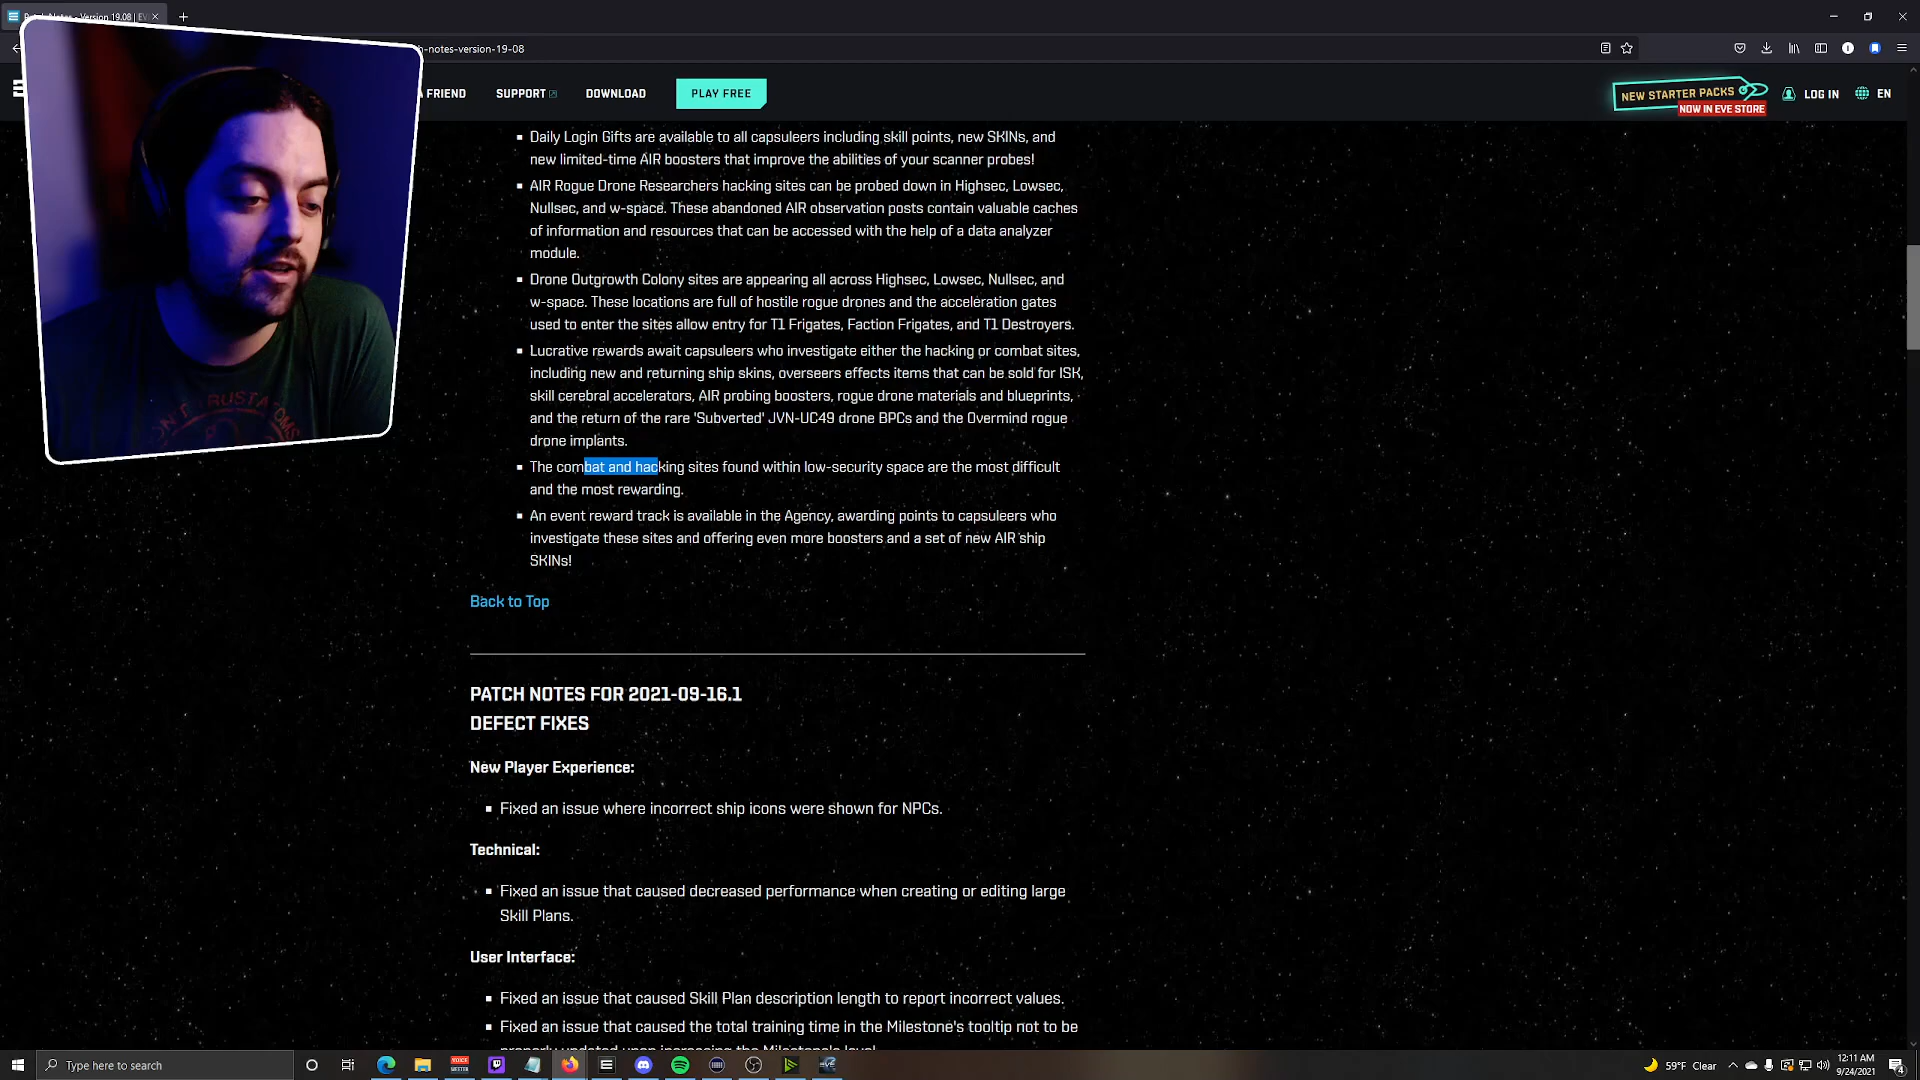 Patch Notes - Version 19.08 | EV
h-notes-version-19-08
A FRIEND
SUPPORT
DOWNLOAD
PLAY FREE
NEW STARTER PACKS
NOW IN EVE STORE
LOG IN
EN
Daily Login Gifts are available to all capsuleers including skill points, new SKINs, and
new limited-time AIR boosters that improve the abilities of your scanner probes!
AIR Rogue Drone Researchers hacking sites can be probed down in Highsec, Lowsec,
Nullsec, and w-space. These abandoned AIR observation posts contain valuable caches
of information and resources that can be accessed with the help of a data analyzer
module.
Drone Outgrowth Colony sites are appearing all across Highsec, Lowsec, Nullsec, and
w-space. These locations are full of hostile rogue drones and the acceleration gates
used to enter the sites allow entry for T1 Frigates, Faction Frigates, and T1 Destroyers.
Lucrative rewards await capsuleers who investigate either the hacking or combat sites,
including new and returning ship skins, overseers effects items that can be sold for ISK,
skill cerebral accelerators, AIR probing boosters, rogue drone materials and blueprints,
and the return of the rare 'Subverted' JVN-UC49 drone BPCs and the Overmind rogue
drone implants.
The combat and hacking sites found within low-security space are the most difficult
and the most rewarding.
An event reward track is available in the Agency, awarding points to capsuleers who
investigate these sites and offering even more boosters and a set of new AIR ship
SKINs!
Back to Top
PATCH NOTES FOR 2021-09-16.1
DEFECT FIXES
New Player Experience:
Fixed an issue where incorrect ship icons were shown for NPCs.
Technical:
Fixed an issue that caused decreased performance when creating or editing large
Skill Plans.
User Interface:
Fixed an issue that caused Skill Plan description length to report incorrect values.
Fixed an issue that caused the total training time in the Milestone's tooltip not to be
properly updated upon increasing the Milestone's level.
Type here to search
59°F Clear
12:11 AM
9/24/2021
4